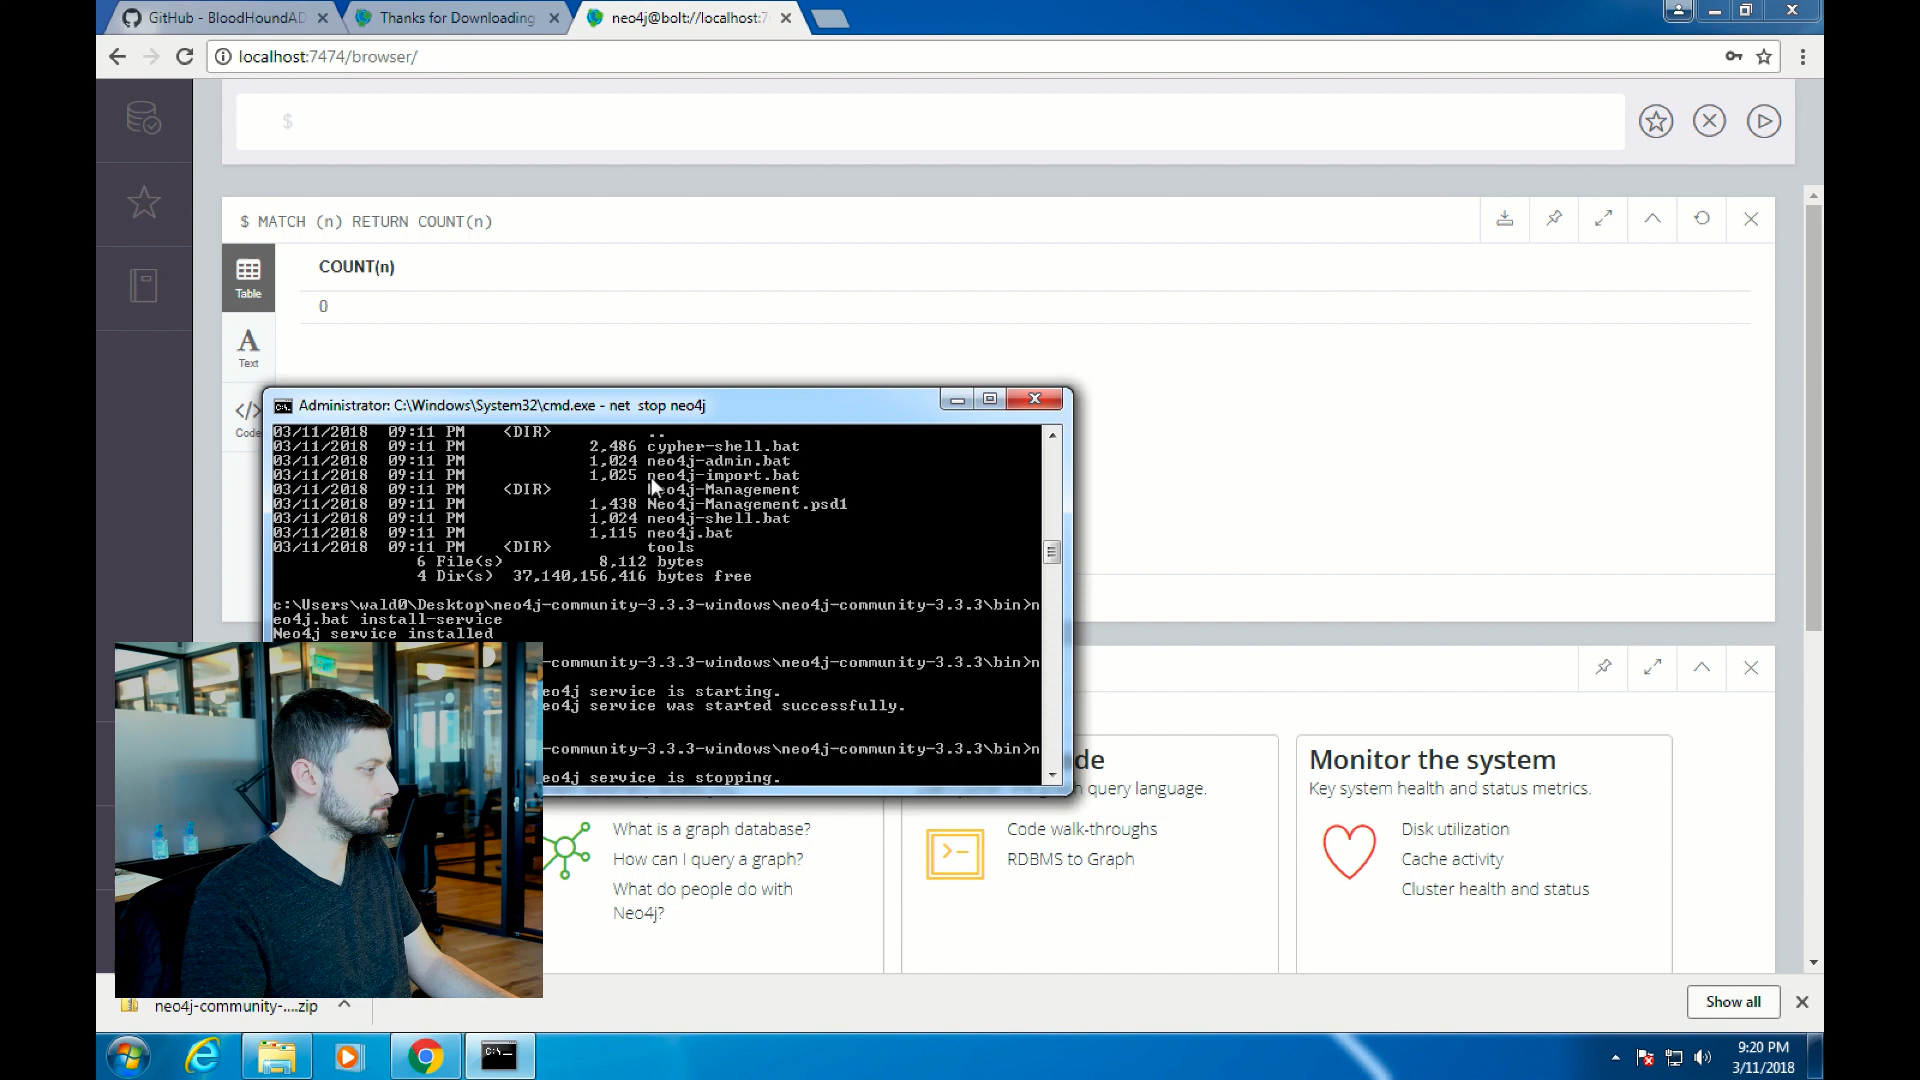 GitHub - BloodHoundAD
Thanks for Downloading
neo4j@bolt://localhost:7
localhost:7474/browser/
$
$ MATCH (n) RETURN COUNT(n)
Table
COUNT(n)
0
A
Text
</>
Code
Administrator: C:\Windows\System32\cmd.exe - net stop neo4j
03/11/2018 09:11 PM <DIR> ..
03/11/2018 09:11 PM 2,486 cypher-shell.bat
03/11/2018 09:11 PM 1,024 neo4j-admin.bat
03/11/2018 09:11 PM 1,025 neo4j-import.bat
03/11/2018 09:11 PM <DIR> Neo4j-Management
03/11/2018 09:11 PM 1,438 Neo4j-Management.psd1
03/11/2018 09:11 PM 1,024 neo4j-shell.bat
03/11/2018 09:11 PM 1,115 neo4j.bat
03/11/2018 09:11 PM <DIR> tools
6 File(s) 8,112 bytes
4 Dir(s) 37,140,156,416 bytes free
c:\Users\wald0\Desktop\neo4j-community-3.3.3-windows\neo4j-community-3.3.3\bin>n
eo4j.bat install-service
Neo4j service installed
-community-3.3.3-windows\neo4j-community-3.3.3\bin>n
eo4j service is starting.
eo4j service was started successfully.
-community-3.3.3-windows\neo4j-community-3.3.3\bin>n
eo4j service is stopping.
de
query language.
Monitor the system
Key system health and status metrics.
What is a graph database?
How can I query a graph?
What do people do with
Neo4j?
Code walk-throughs
RDBMS to Graph
Disk utilization
Cache activity
Cluster health and status
neo4j-community-....zip
Show all
C:\_
9:20 PM
3/11/2018